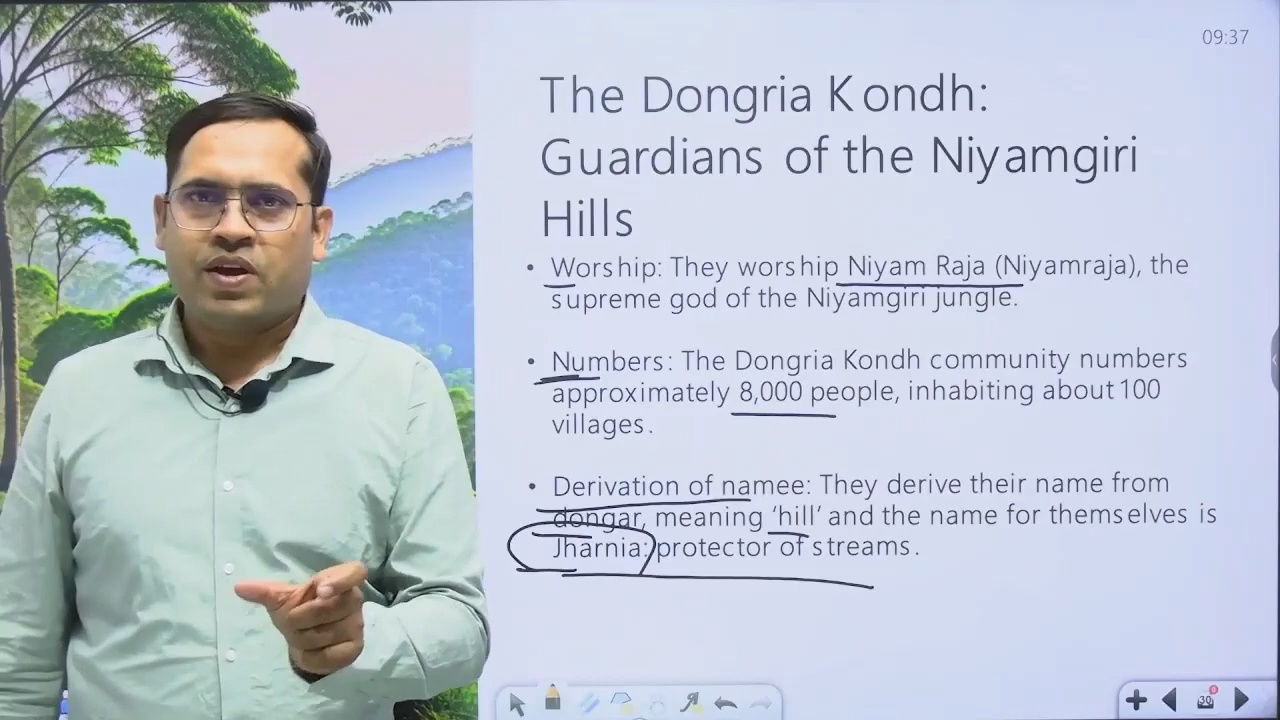 09:37
The Dongria Kondh:
Guardians of the Niyamgiri
Hills
• Worship: They worship Niyam Raja (Niyamraja), the
supreme god of the Niyamgiri jungle.
• Numbers: The Dongria Kondh community numbers
approximately 8,000 people, inhabiting about 100
villages.
• Derivation of namee: They derive their name from
dongar, meaning ‘hill’ and the name for themselves is
Jharnia: protector of streams.
30